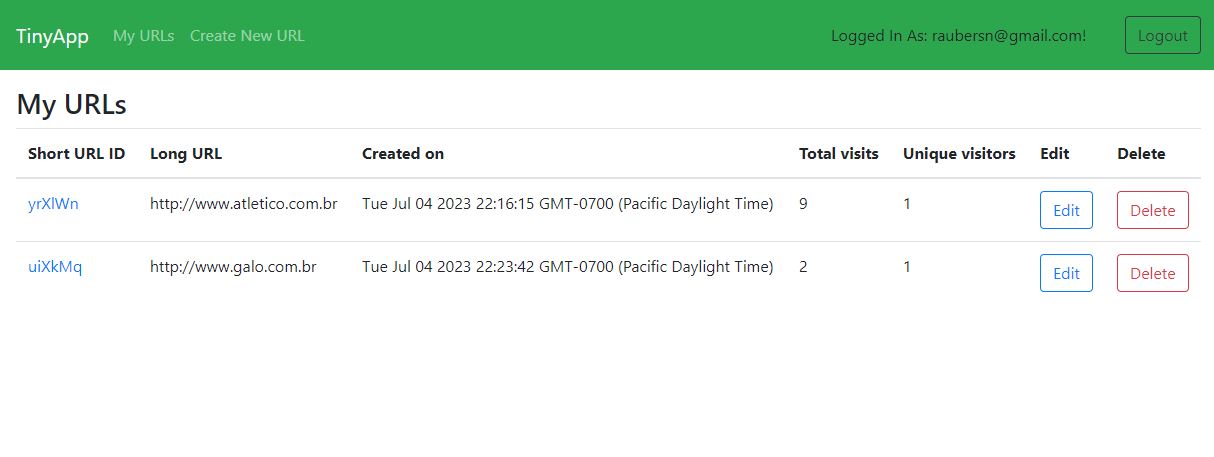 TinyApp My URLs Create New URL Logged In As: raubersn@gmail.com! Logout
My URLs
Short URL ID Long URL Created on Total visits Unique visitors Edit Delete
yrXlWn http://www.atletico.com.br Tue Jul 04 2023 22:16:15 GMT-0700 (Pacific Daylight Time) 9 1 Edit Delete
uiXkMq http://www.galo.com.br Tue Jul 04 2023 22:23:42 GMT-0700 (Pacific Daylight Time) 2 1 Edit Delete